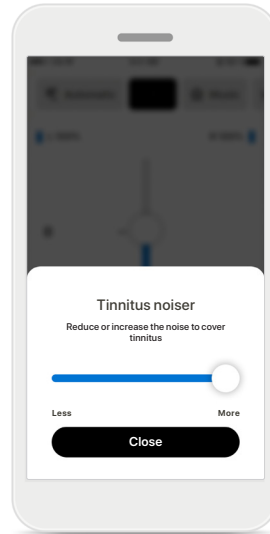 Tinnitus noiser
Reduce or increase the noise to cover
tinnitus
Less More
Close